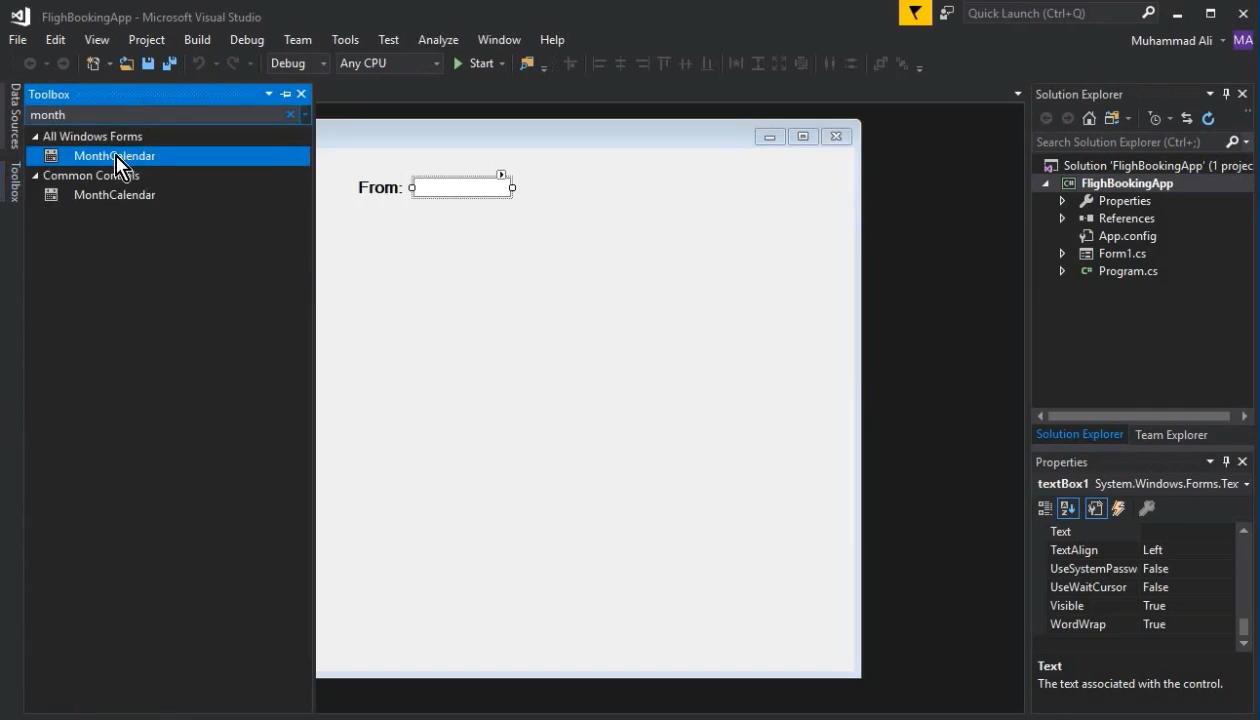 FlighBookingApp - Microsoft Visual Studio
Quick Launch (Ctrl+Q)
File Edit View Project Build Debug Team Tools Test Analyze Window Help
Muhammad Ali MA
Debug Any CPU Start
Data Sources
Toolbox
Toolbox
month
All Windows Forms
MonthCalendar
Common Controls
MonthCalendar
From:
Solution Explorer
Search Solution Explorer (Ctrl+;)
Solution 'FlighBookingApp' (1 projec
FlighBookingApp
Properties
References
App.config
Form1.cs
Program.cs
Solution Explorer Team Explorer
Properties
textBox1 System.Windows.Forms.Tex
Text
TextAlign Left
UseSystemPassw False
UseWaitCursor False
Visible True
WordWrap True
Text
The text associated with the control.